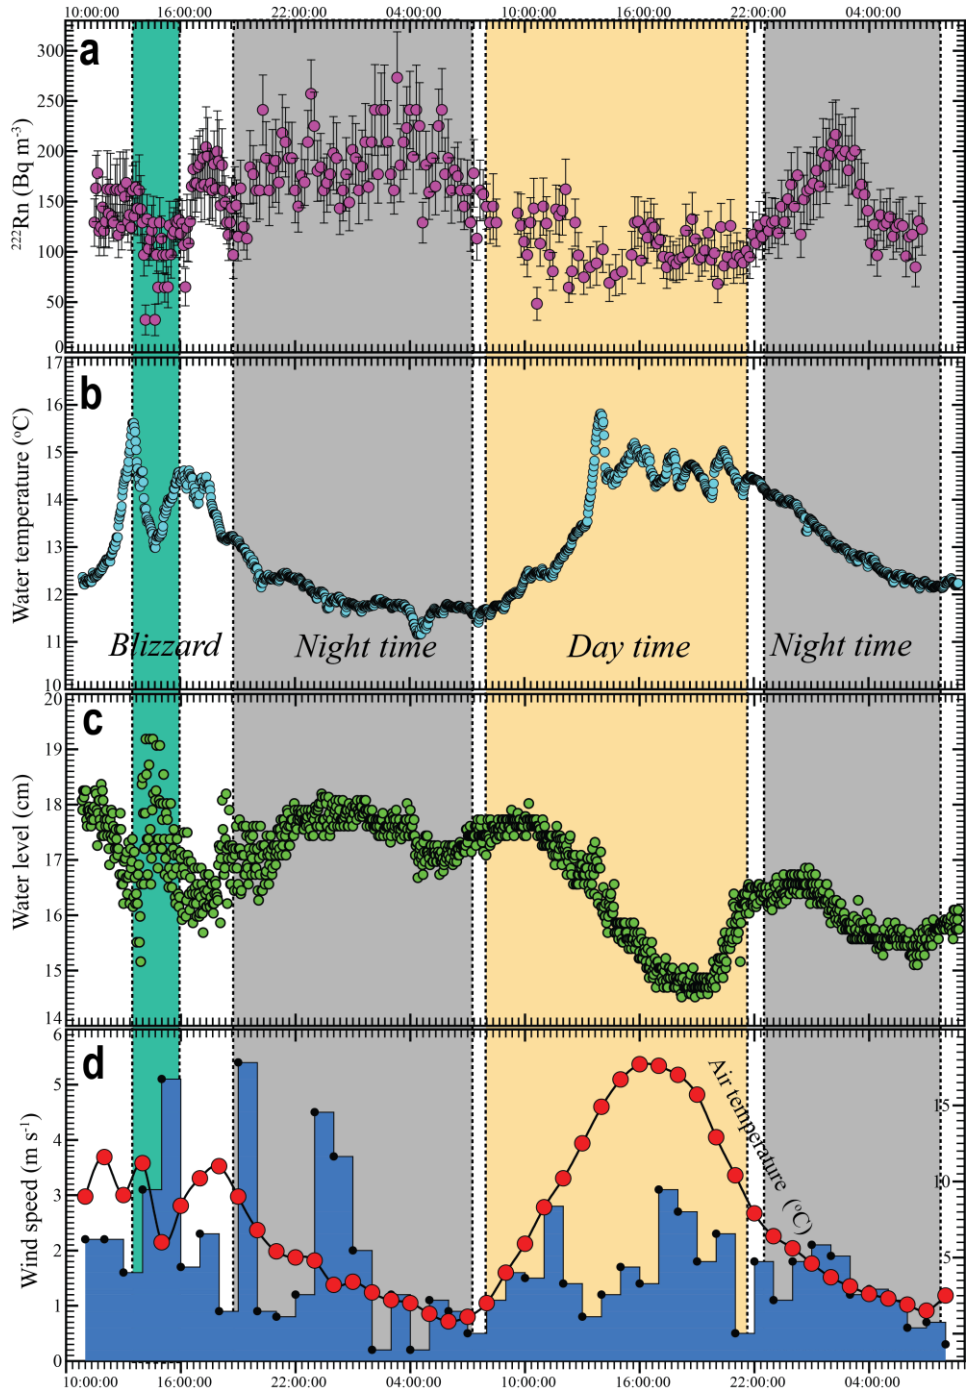 10:00:00 16:00:00 22:00:00 04:00:00 10:00:00 16:00:00 22:00:00 04:00:00
a
300
250
200
150
100
50
0
²²²Rn (Bq m⁻³)
b
17
16
15
14
13
12
11
10
Water temperature (°C)
Blizzard Night time Day time Night time
c
20
19
18
17
16
15
14
Water level (cm)
d
6
5
4
3
2
1
0
Wind speed (m s⁻¹)
Air temperature (°C)
15
10
5
10:00:00 16:00:00 22:00:00 04:00:00 10:00:00 16:00:00 22:00:00 04:00:00